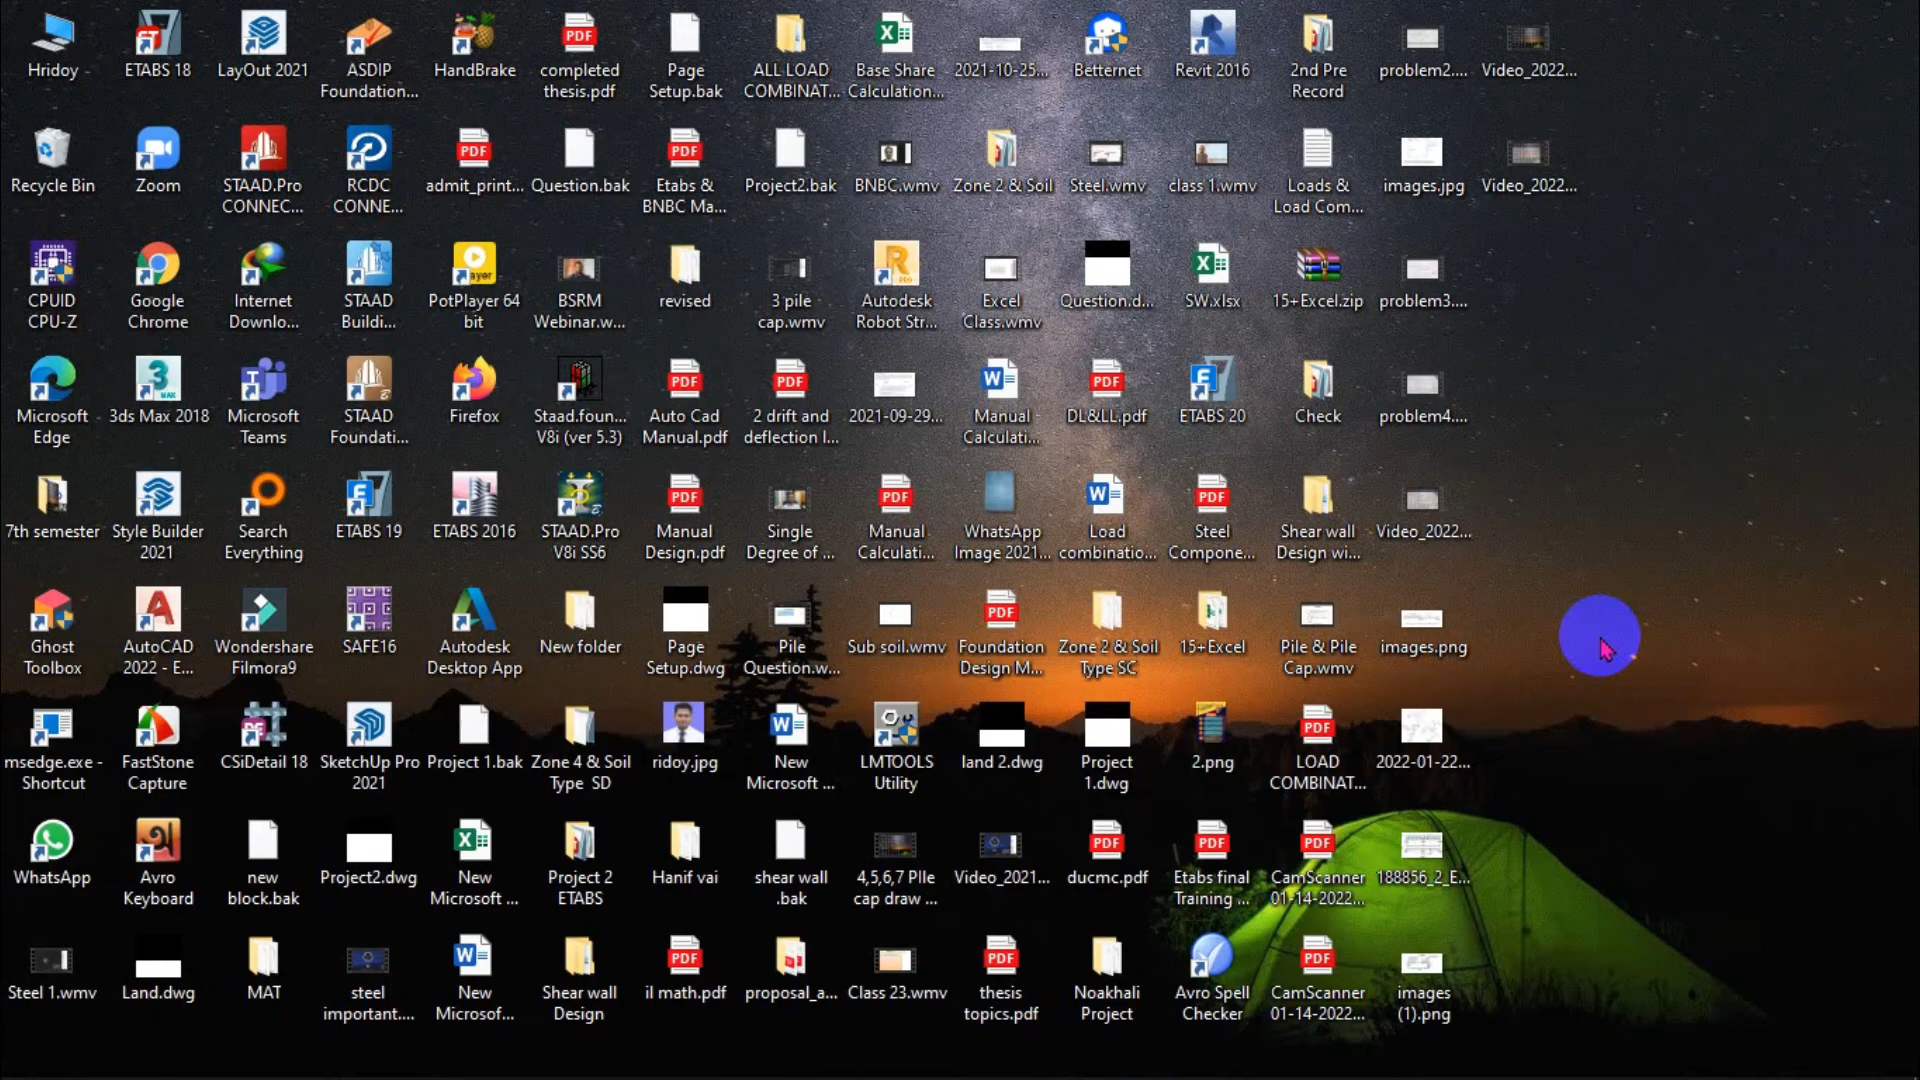 Hridoy
ETABS 18
LayOut 2021
ASDIP
Foundation...
HandBrake
completed
thesis.pdf
Page
Setup.bak
ALL LOAD
COMBINAT...
Base Share
Calculation...
2021-10-25...
Betternet
Revit 2016
2nd Pre
Record
problem2....
Video_2022...
Recycle Bin
Zoom
STAAD.Pro
CONNEC...
RCDC
CONNE...
admit_print...
Question.bak
Etabs &
BNBC Ma...
Project2.bak
BNBC.wmv
Zone 2 & Soil
Steel.wmv
class 1.wmv
Loads &
Load Com...
images.jpg
Video_2022...
CPUID
CPU-Z
Google
Chrome
Internet
Downlo...
STAAD
Buildi...
PotPlayer 64
bit
BSRM
Webinar.w...
revised
3 pile
cap.wmv
Autodesk
Robot Str...
Excel
Class.wmv
Question.d...
SW.xlsx
15+Excel.zip
problem3....
Microsoft
Edge
3ds Max 2018
Microsoft
Teams
STAAD
Foundati...
Firefox
Staad.foun...
V8i (ver 5.3)
Auto Cad
Manual.pdf
2 drift and
deflection l...
2021-09-29...
Manual
Calculati...
DL&LL.pdf
ETABS 20
Check
problem4....
7th semester
Style Builder
2021
Search
Everything
ETABS 19
ETABS 2016
STAAD.Pro
V8i SS6
Manual
Design.pdf
Single
Degree of ...
Manual
Calculati...
WhatsApp
Image 2021...
Load
combinatio...
Steel
Compone...
Shear wall
Design wi...
Video_2022...
Ghost
Toolbox
AutoCAD
2022 - E...
Wondershare
Filmora9
SAFE16
Autodesk
Desktop App
New folder
Page
Setup.dwg
Pile
Question.w...
Sub soil.wmv
Foundation
Design M...
Zone 2 & Soil
Type SC
15+Excel
Pile & Pile
Cap.wmv
images.png
msedge.exe -
Shortcut
FastStone
Capture
CSiDetail 18
SketchUp Pro
2021
Project 1.bak
Zone 4 & Soil
Type SD
ridoy.jpg
New
Microsoft ...
LMTOOLS
Utility
land 2.dwg
Project
1.dwg
2.png
LOAD
COMBINAT...
2022-01-22...
WhatsApp
Avro
Keyboard
new
block.bak
Project2.dwg
New
Microsoft ...
Project 2
ETABS
Hanif vai
shear wall
.bak
4,5,6,7 PIle
cap draw ...
Video_2021...
ducmc.pdf
Etabs final
Training ...
CamScanner
01-14-2022...
188856_2_E...
Steel 1.wmv
Land.dwg
MAT
steel
important....
New
Microsof...
Shear wall
Design
il math.pdf
proposal_a...
Class 23.wmv
thesis
topics.pdf
Noakhali
Project
Avro Spell
Checker
CamScanner
01-14-2022...
images
(1).png